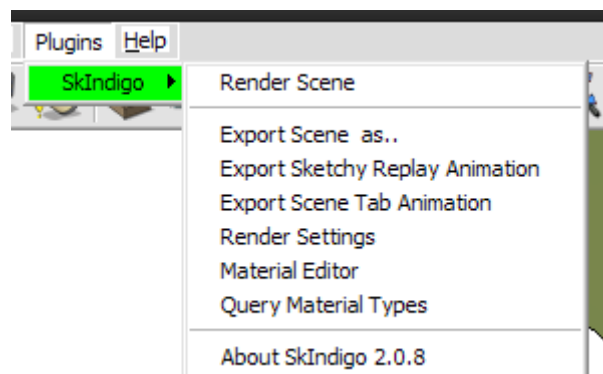 Plugins Help
SkIndigo
Render Scene
Export Scene as..
Export Sketchy Replay Animation
Export Scene Tab Animation
Render Settings
Material Editor
Query Material Types
About SkIndigo 2.0.8